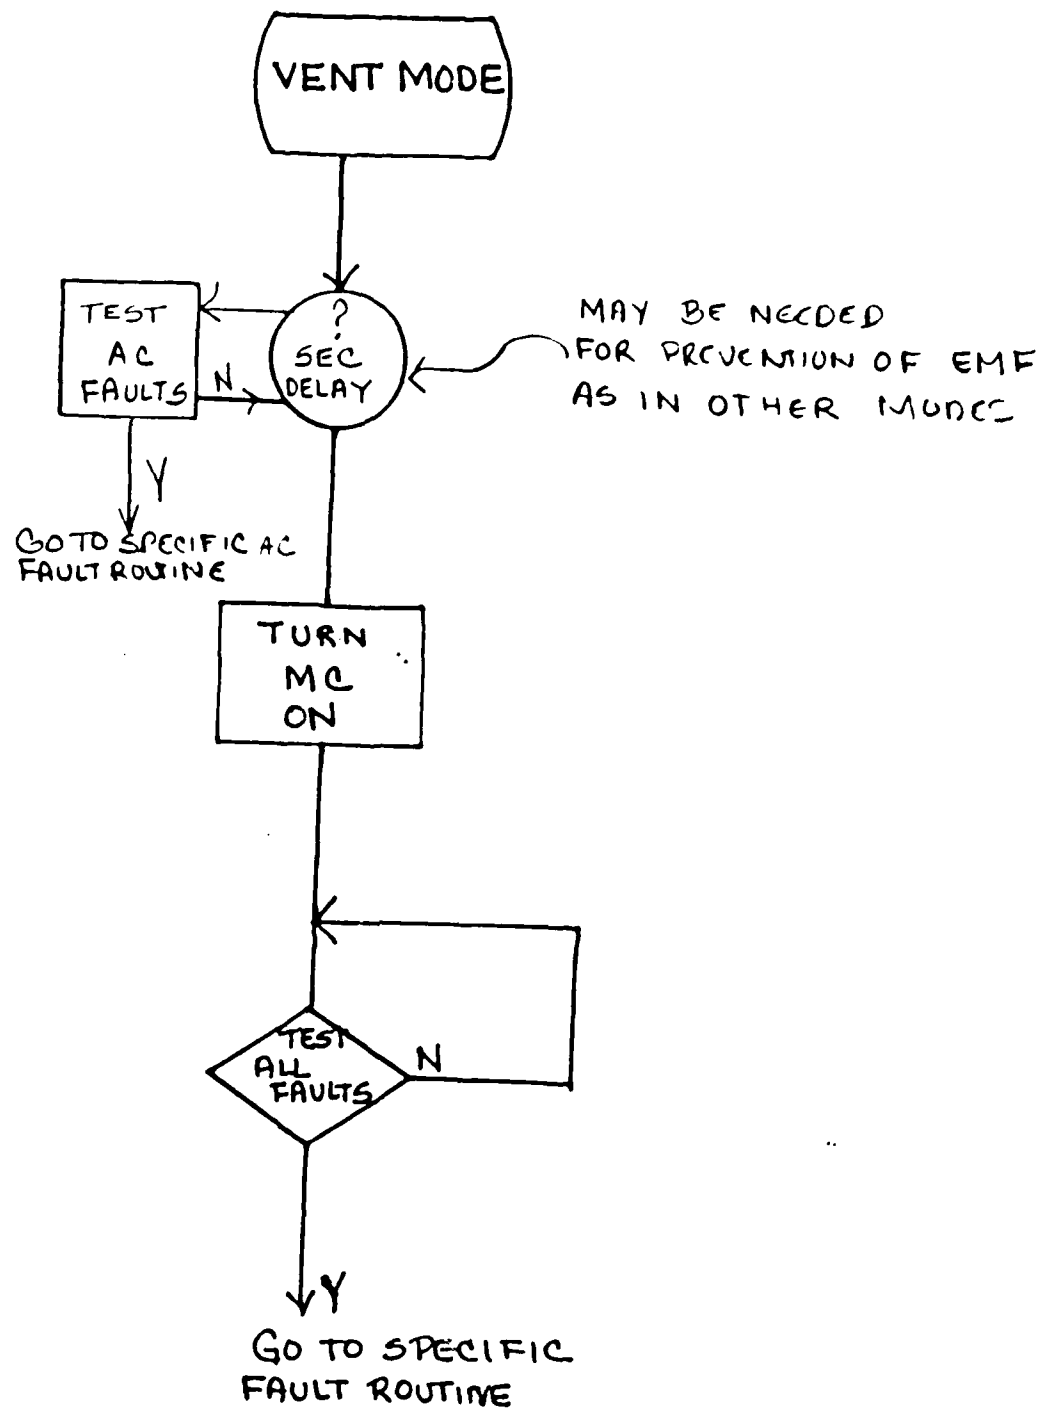 VENT MODE
?
SEC
DELAY
TEST
AC
FAULTS
N
Y
GO TO SPECIFIC AC
FAULT ROUTINE
MAY BE NEEDED
FOR PREVENTION OF EMF
AS IN OTHER MODES
TURN
MC
ON
TEST
ALL
FAULTS
N
Y
GO TO SPECIFIC
FAULT ROUTINE